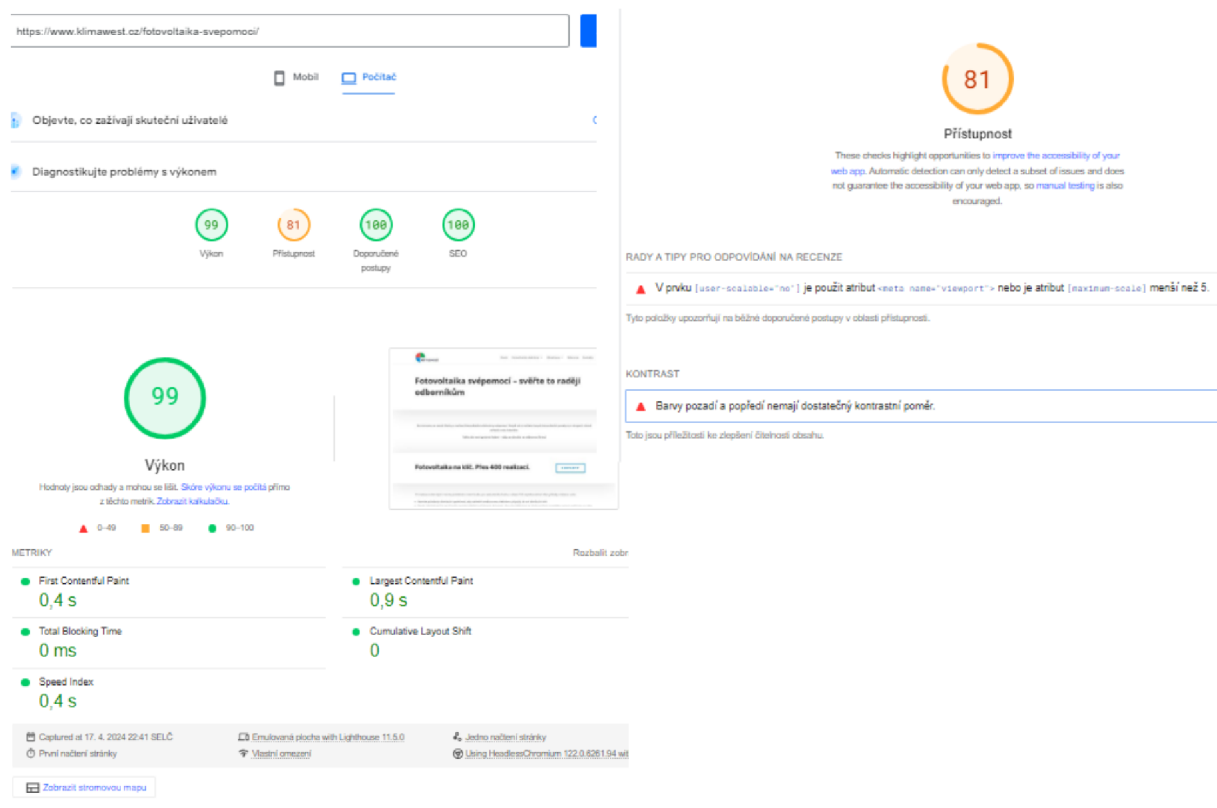 https://www.klimawest.cz/fotovoltaika-svepomoci/
Mobil
Počítač
Objevte, co zažívají skuteční uživatelé
Diagnostikujte problémy s výkonem
99
81
100
100
Výkon
Přístupnost
Doporučené
postupy
SEO
99
Výkon
Hodnoty jsou odhady a mohou se lišit. Skóre výkonu se počítá přímo
z těchto metrik. Zobrazit kalkulačku.
0–49
50–89
90–100
Fotovoltaika svépomocí – svěřte to raději
odborníkům
Fotovoltaika na klíč. Přes 400 realizací.
METRIKY
Rozbalit zobr
First Contentful Paint
0,4 s
Largest Contentful Paint
0,9 s
Total Blocking Time
0 ms
Cumulative Layout Shift
0
Speed Index
0,4 s
Captured at 17. 4. 2024 22:41 SELČ
Emulovaná plocha with Lighthouse 11.5.0
Jedno načtení stránky
První načtení stránky
Vlastní omezení
Using HeadlessChromium 122.0.6261.94 wit
Zobrazit stromovou mapu
81
Přístupnost
These checks highlight opportunities to improve the accessibility of your
web app. Automatic detection can only detect a subset of issues and does
not guarantee the accessibility of your web app, so manual testing is also
encouraged.
RADY A TIPY PRO ODPOVÍDÁNÍ NA RECENZE
V prvku [user-scalable="no"] je použit atribut <meta name="viewport"> nebo je atribut [maximum-scale] menší než 5.
Tyto položky upozorňují na běžné doporučené postupy v oblasti přístupnosti.
KONTRAST
Barvy pozadí a popředí nemají dostatečný kontrastní poměr.
Toto jsou příležitosti ke zlepšení čitelnosti obsahu.